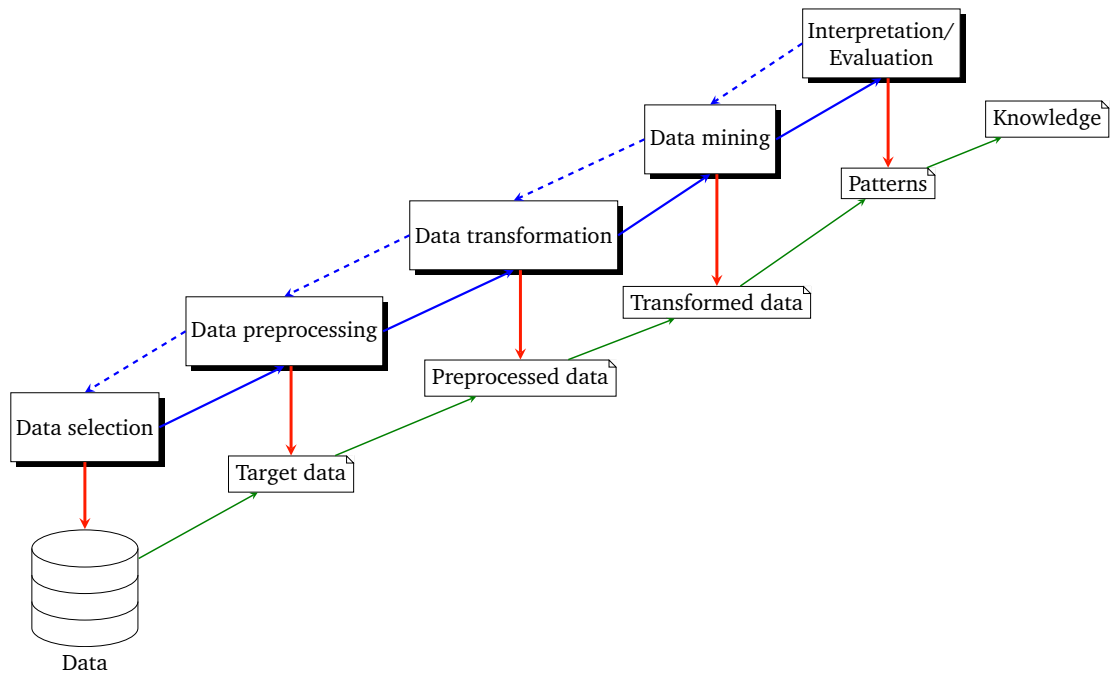 Interpretation/
Evaluation
Knowledge
Data mining
Patterns
Data transformation
Transformed data
Data preprocessing
Preprocessed data
Data selection
Target data
Data